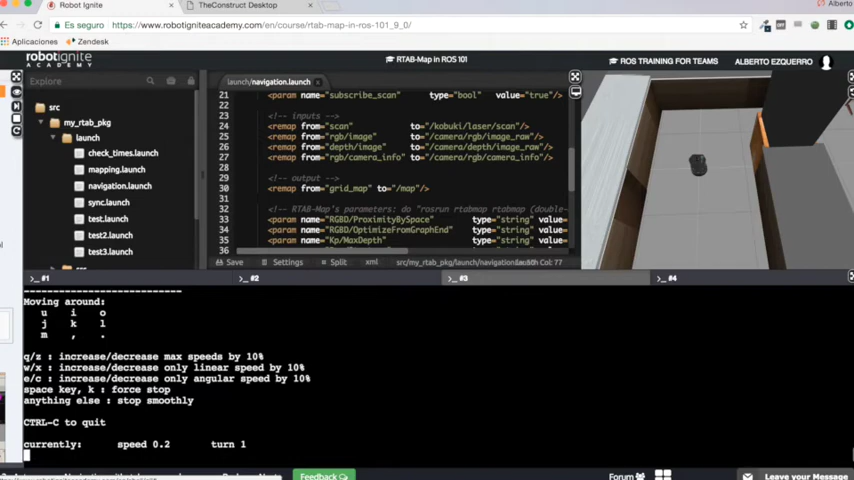 Robot Ignite
TheConstruct Desktop
Alberto
Es seguro
https://www.robotigniteacademy.com/en/course/rtab-map-in-ros-101_9_0/
Aplicaciones
Zendesk
robotignite
ACADEMY
RTAB-Map in ROS 101
ROS TRAINING FOR TEAMS
ALBERTO EZQUERRO
Explore
launch/navigation.launch
src
my_rtab_pkg
launch
check_times.launch
mapping.launch
navigation.launch
sync.launch
test.launch
test2.launch
test3.launch
21 <param name="subscribe_scan" type="bool" value="true"/>
22
23 <!-- inputs -->
24 <remap from="scan" to="/kobuki/laser/scan"/>
25 <remap from="rgb/image" to="/camera/rgb/image_raw"/>
26 <remap from="depth/image" to="/camera/depth/image_raw"/>
27 <remap from="rgb/camera_info" to="/camera/rgb/camera_info"/>
28
29 <!-- output -->
30 <remap from="grid_map" to="/map"/>
31
32 <!-- RTAB-Map's parameters: do "rosrun rtabmap rtabmap (double-
33 <param name="RGBD/ProximityBySpace" type="string" value=
34 <param name="RGBD/OptimizeFromGraphEnd" type="string" value=
35 <param name="Kp/MaxDepth" type="string" value=
36
Save
Settings
Split
xml
src/my_rtab_pkg/launch/navigation.launch
Col: 77
>_ #1
>_ #2
>_ #3
>_ #4
---------------------------
Moving around:
u i o
j k l
m , .
q/z : increase/decrease max speeds by 10%
w/x : increase/decrease only linear speed by 10%
e/c : increase/decrease only angular speed by 10%
space key, k : force stop
anything else : stop smoothly
CTRL-C to quit
currently: speed 0.2 turn 1
Feedback
Forum
Leave your Message